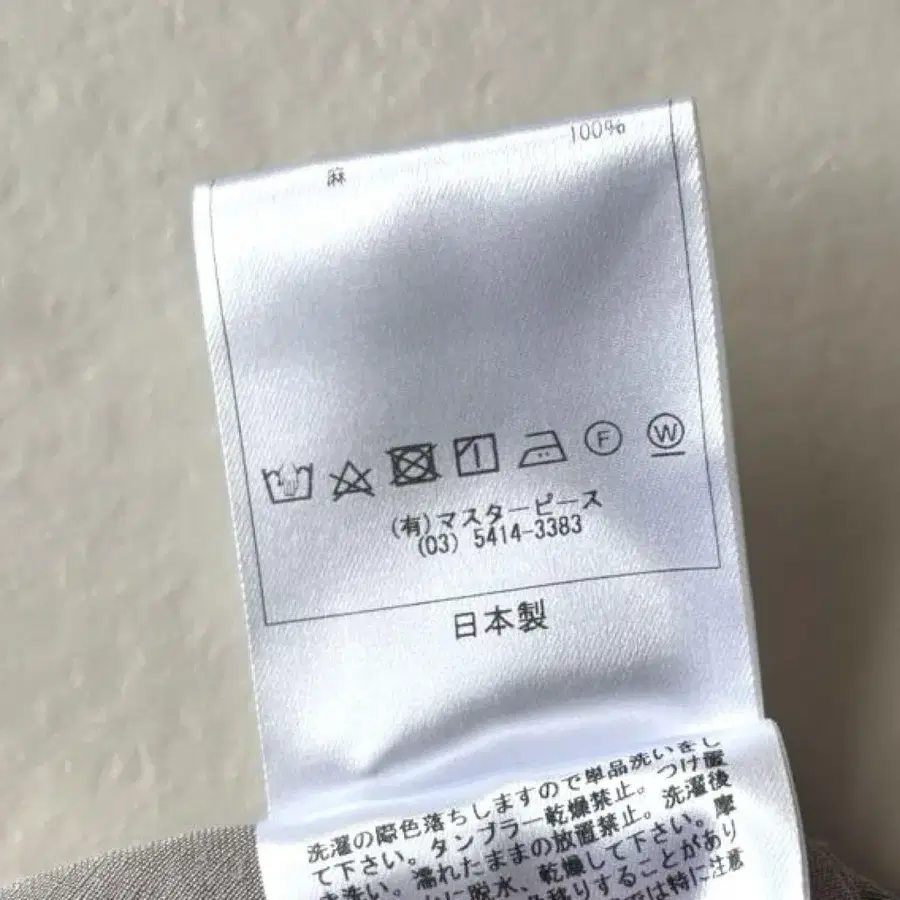 麻 100%
F W
(有)マスターピース
(03) 5414-3383
日本製
洗濯の際色落ちしますので単品洗いをし
て下さい。タンブラー乾燥禁止。つけ置
き洗い。濡れたままの放置禁止。洗濯後
に脱水、乾燥して下さい。摩
色移りすることがあり
では特に注意